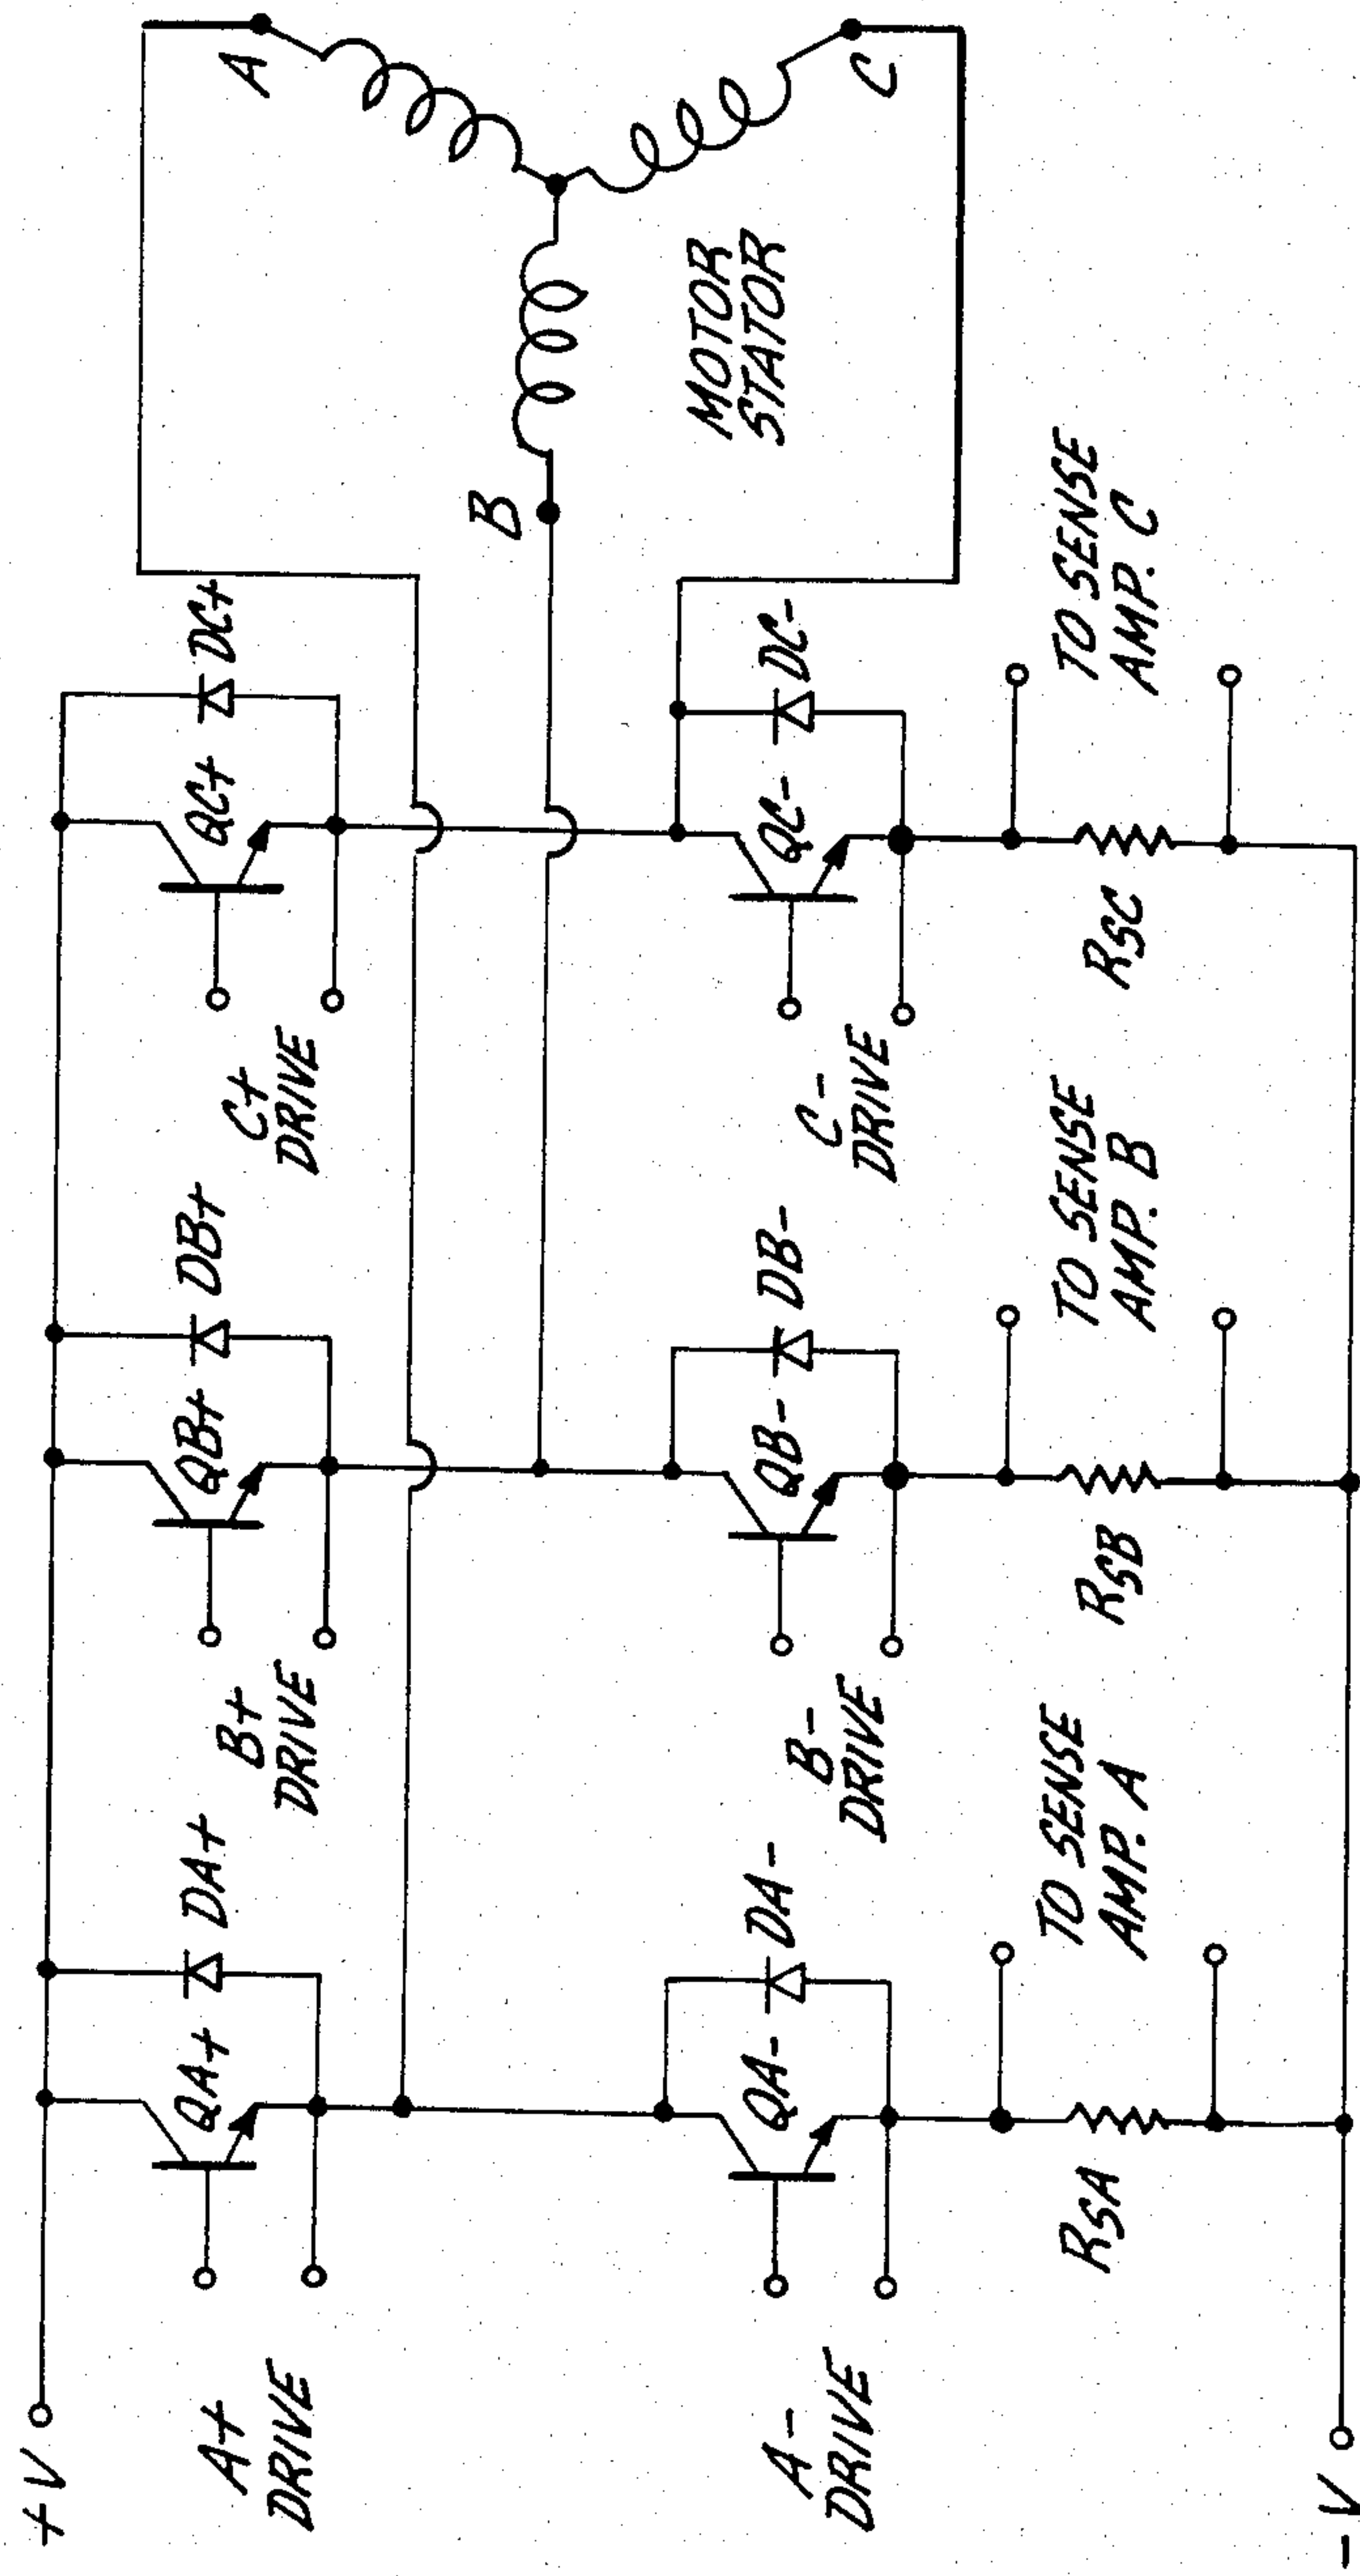 +V
A+
DRIVE
QA+
DA+
B+
DRIVE
QB+
DB+
C+
DRIVE
QC+
DC+
A
B
C
MOTOR
STATOR
A-
DRIVE
QA-
DA-
B-
DRIVE
QB-
DB-
C-
DRIVE
QC-
DC-
RSA
TO SENSE
AMP. A
RSB
TO SENSE
AMP. B
RSC
TO SENSE
AMP. C
-V